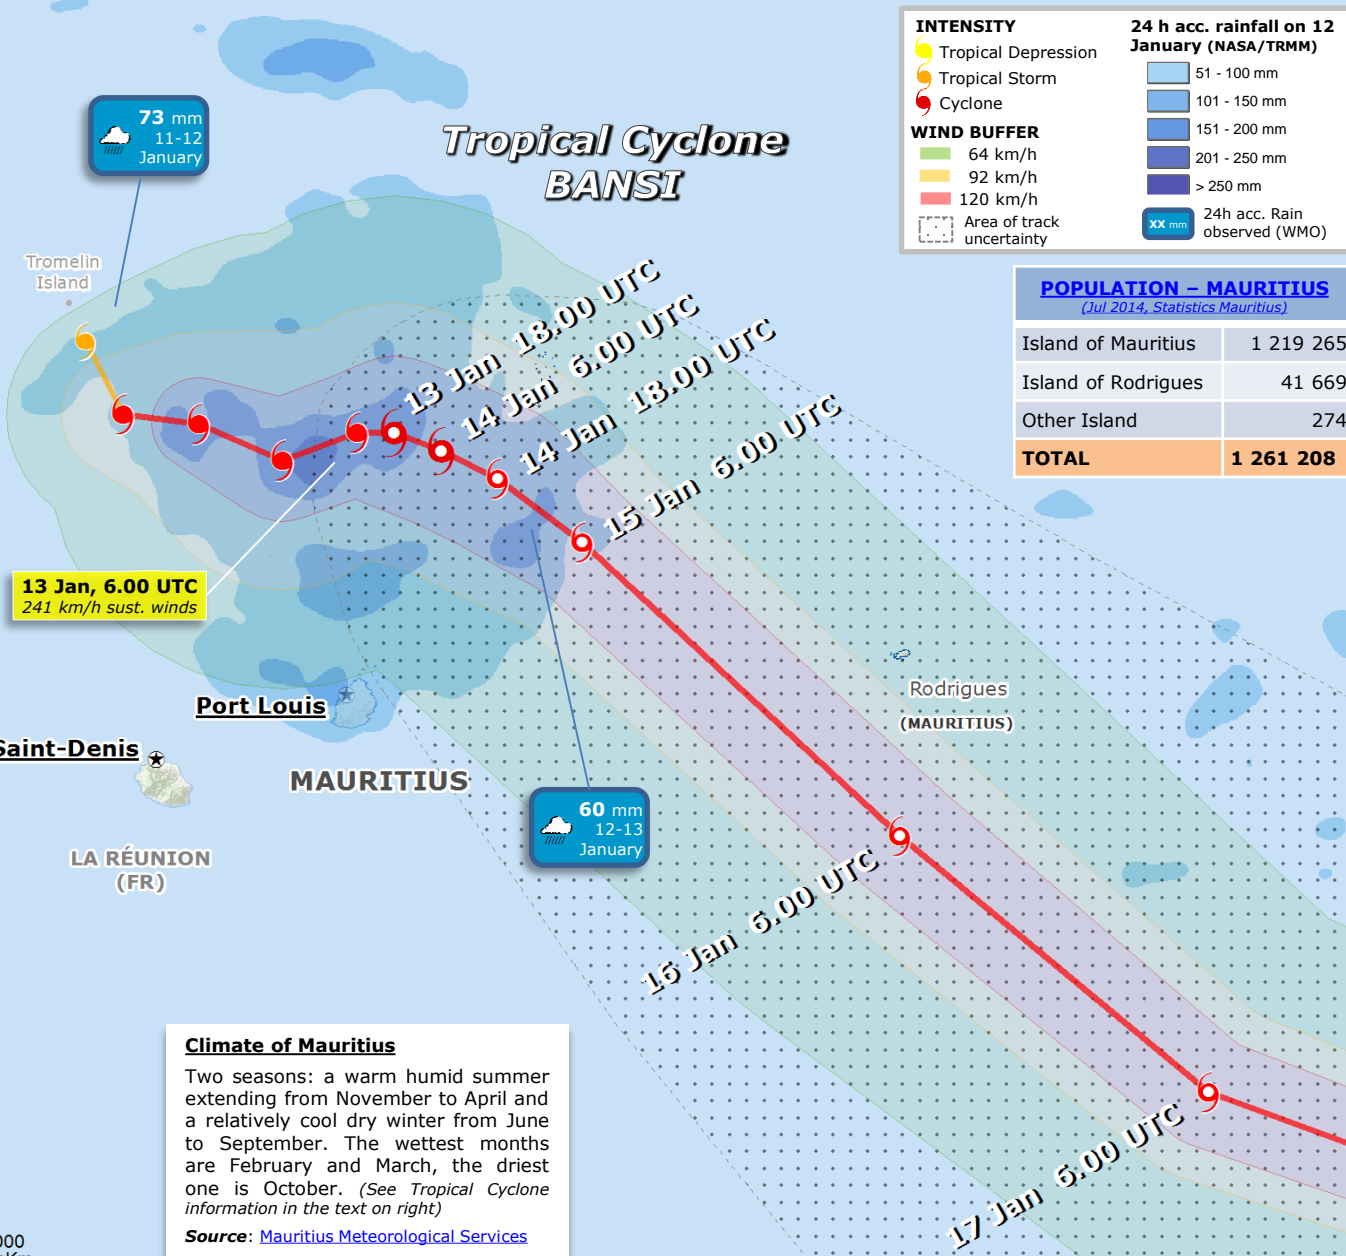 INTENSITY
Tropical Depression
Tropical Storm
Cyclone
WIND BUFFER
64 km/h
92 km/h
120 km/h
Area of track
uncertainty
24 h acc. rainfall on 12
January (NASA/TRMM)
51 - 100 mm
101 - 150 mm
151 - 200 mm
201 - 250 mm
> 250 mm
XX mm
24h acc. Rain
observed (WMO)
73 mm
11-12
January
Tropical Cyclone
BANSI
Tromelin
Island
POPULATION – MAURITIUS
(Jul 2014, Statistics Mauritius)
Island of Mauritius 1 219 265
Island of Rodrigues 41 669
Other Island 274
TOTAL 1 261 208
13 Jan 18.00 UTC
14 Jan 6.00 UTC
14 Jan 18.00 UTC
15 Jan 6.00 UTC
13 Jan, 6.00 UTC
241 km/h sust. winds
Rodrigues
(MAURITIUS)
Port Louis
Saint-Denis
MAURITIUS
60 mm
12-13
January
LA RÉUNION
(FR)
16 Jan 6.00 UTC
17 Jan 6.00 UTC
Climate of Mauritius
Two seasons: a warm humid summer
extending from November to April and
a relatively cool dry winter from June
to September. The wettest months
are February and March, the driest
one is October. (See Tropical Cyclone
information in the text on right)
Source: Mauritius Meteorological Services
000